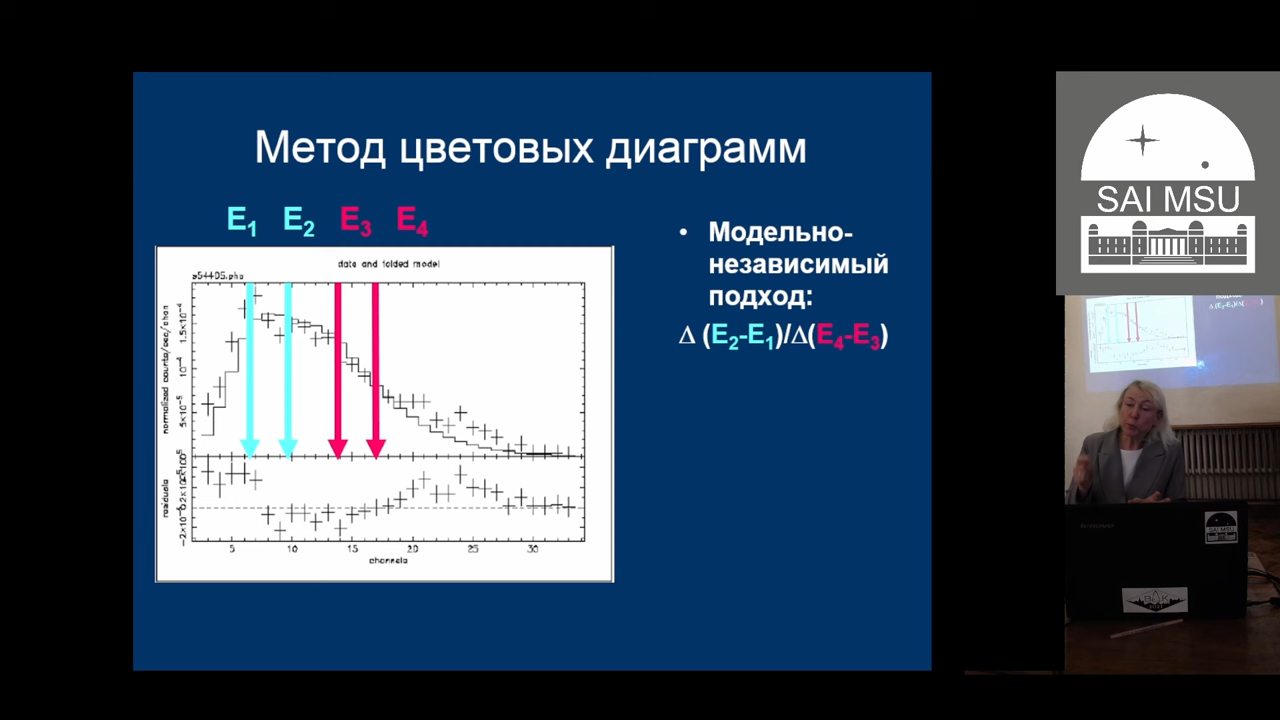 Метод цветовых диаграмм
E1 E2 E3 E4
• Модельно-
независимый
подход:
Δ (E2-E1)/Δ(E4-E3)
data and folded model
normalized counts/sec/chan
5×10⁻⁵ 10⁻⁴ 1.5×10⁻⁴
residuals
5 10 15 20 25 30
channels
SAI MSU
SAI MSU